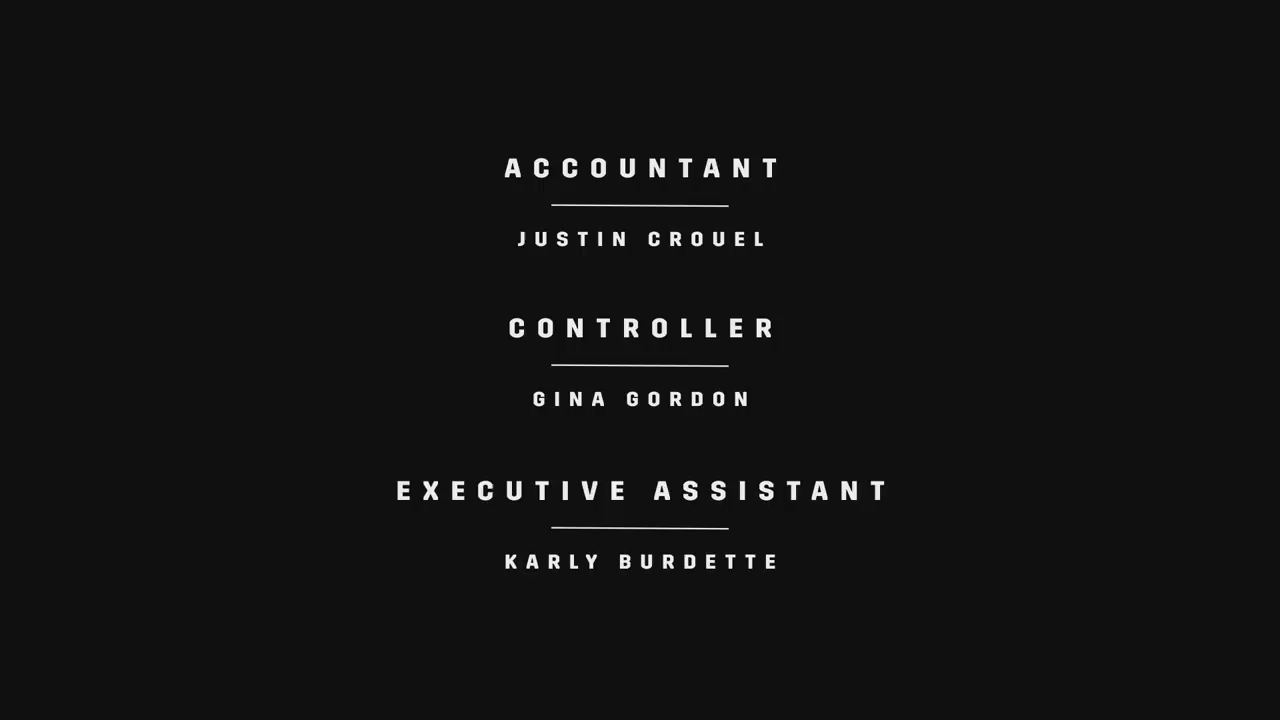 ACCOUNTANT
JUSTIN CROUEL
CONTROLLER
GINA GORDON
EXECUTIVE ASSISTANT
KARLY BURDETTE